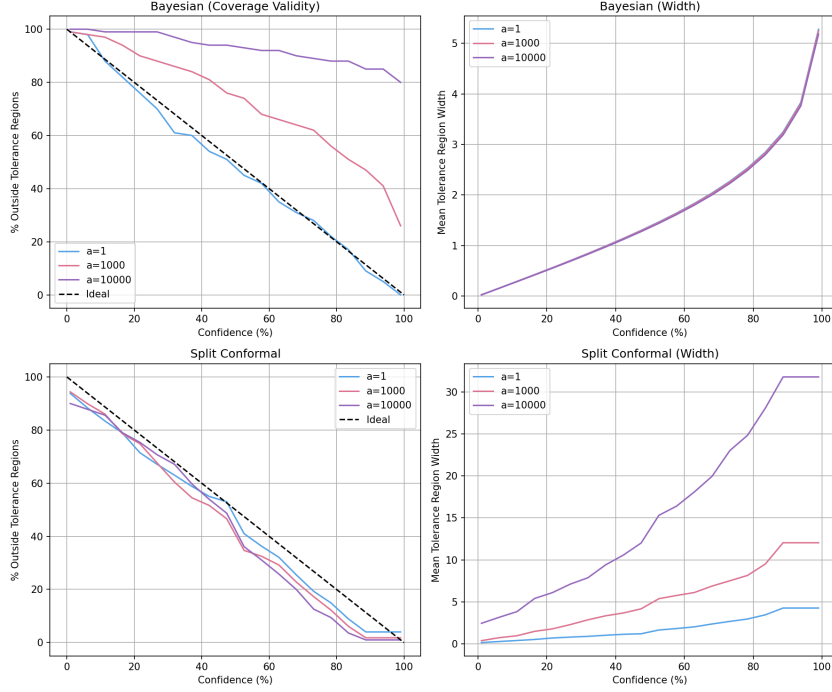 Bayesian (Coverage Validity)
100
80
60
40
20
0
% Outside Tolerance Regions
a=1
a=1000
a=10000
Ideal
0
20
40
60
80
100
Confidence (%)
Bayesian (Width)
5
4
3
2
1
0
Mean Tolerance Region Width
a=1
a=1000
a=10000
0
20
40
60
80
100
Confidence (%)
Split Conformal
100
80
60
40
20
0
% Outside Tolerance Regions
a=1
a=1000
a=10000
Ideal
0
20
40
60
80
100
Confidence (%)
Split Conformal (Width)
30
25
20
15
10
5
0
Mean Tolerance Region Width
a=1
a=1000
a=10000
0
20
40
60
80
100
Confidence (%)